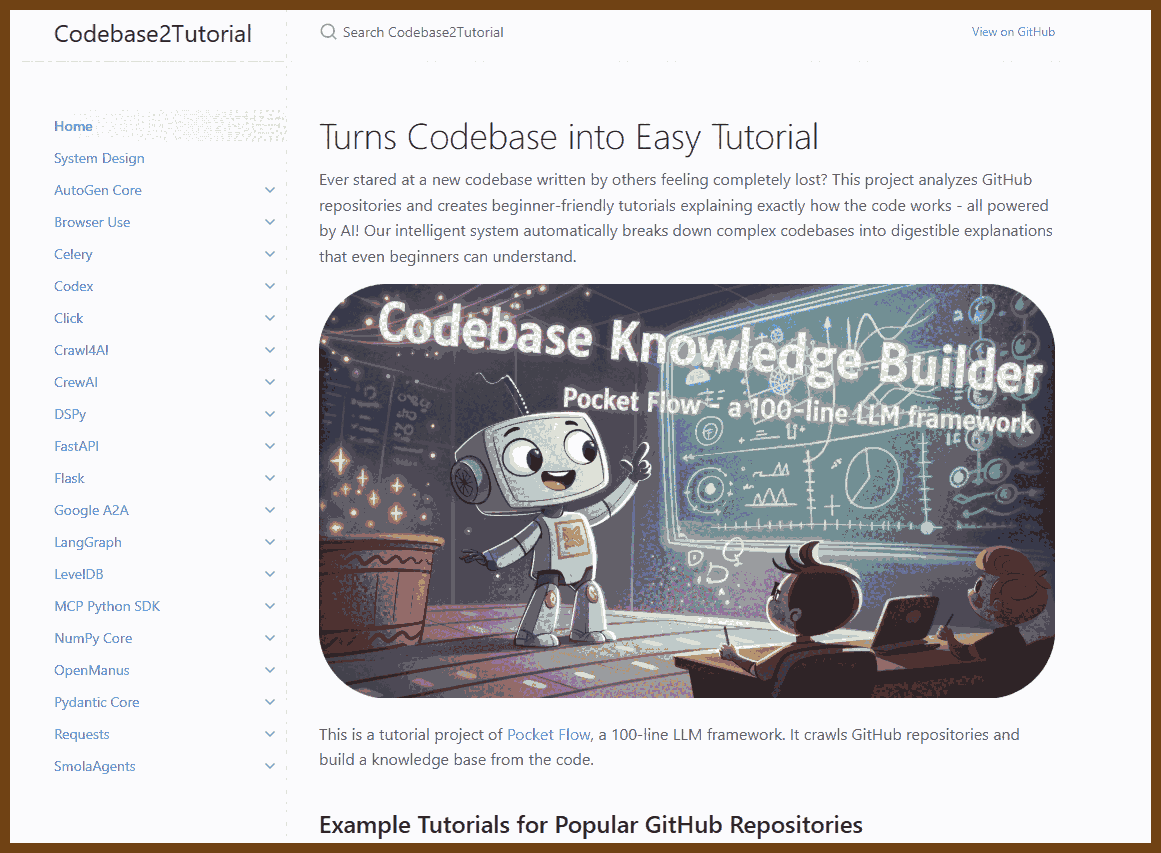 Codebase2Tutorial
Search Codebase2Tutorial
View on GitHub
Home
System Design
AutoGen Core
Browser Use
Celery
Codex
Click
Crawl4AI
CrewAI
DSPy
FastAPI
Flask
Google A2A
LangGraph
LevelDB
MCP Python SDK
NumPy Core
OpenManus
Pydantic Core
Requests
SmolaAgents
Turns Codebase into Easy Tutorial
Ever stared at a new codebase written by others feeling completely lost? This project analyzes GitHub
repositories and creates beginner-friendly tutorials explaining exactly how the code works - all powered
by AI! Our intelligent system automatically breaks down complex codebases into digestible explanations
that even beginners can understand.
Codebase Knowledge Builder
Pocket Flow – a 100-line LLM framework
This is a tutorial project of Pocket Flow, a 100-line LLM framework. It crawls GitHub repositories and
build a knowledge base from the code.
Example Tutorials for Popular GitHub Repositories